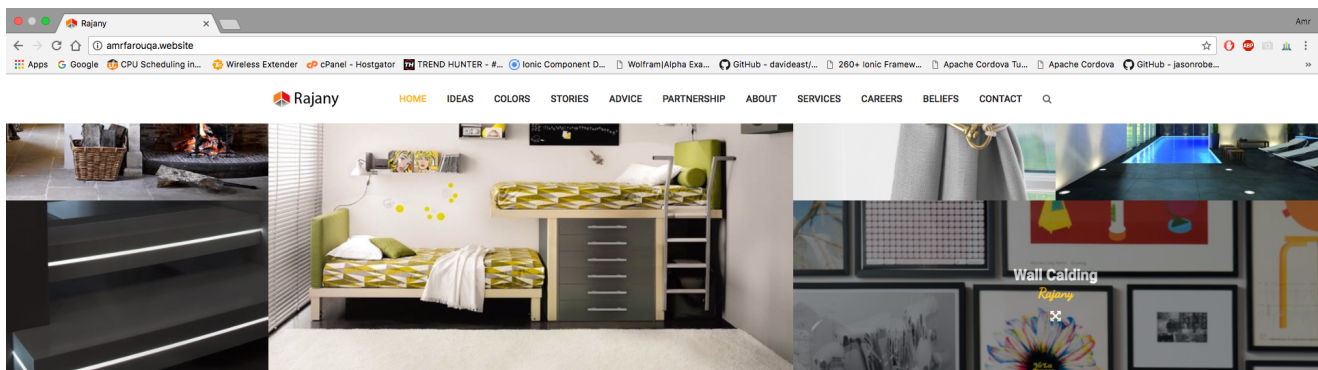 Rajany
Amr
amrfarouqa.website
ABP
Apps Google CPU Scheduling in... Wireless Extender cPanel - Hostgator TH TREND HUNTER - #... Ionic Component D... Wolfram|Alpha Exa... GitHub - davideast/... 260+ Ionic Framew... Apache Cordova Tu... Apache Cordova GitHub - jasonrobe... »
Rajany HOME IDEAS COLORS STORIES ADVICE PARTNERSHIP ABOUT SERVICES CAREERS BELIEFS CONTACT
Wall Calding
Rajany